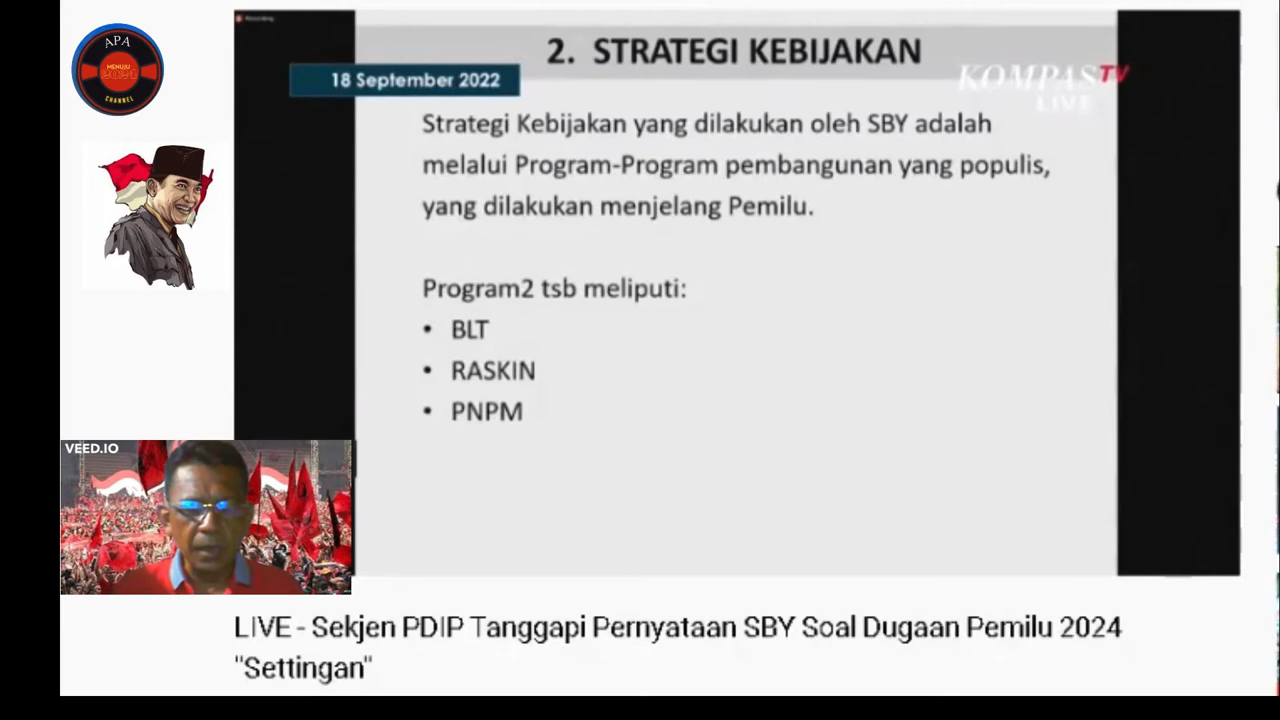 APA
MENUJU
2024
CHANNEL
2. STRATEGI KEBIJAKAN
18 September 2022
KOMPAS TV
LIVE
Strategi Kebijakan yang dilakukan oleh SBY adalah
melalui Program-Program pembangunan yang populis,
yang dilakukan menjelang Pemilu.
Program2 tsb meliputi:
• BLT
• RASKIN
• PNPM
VEED.IO
LIVE - Sekjen PDIP Tanggapi Pernyataan SBY Soal Dugaan Pemilu 2024
"Settingan"